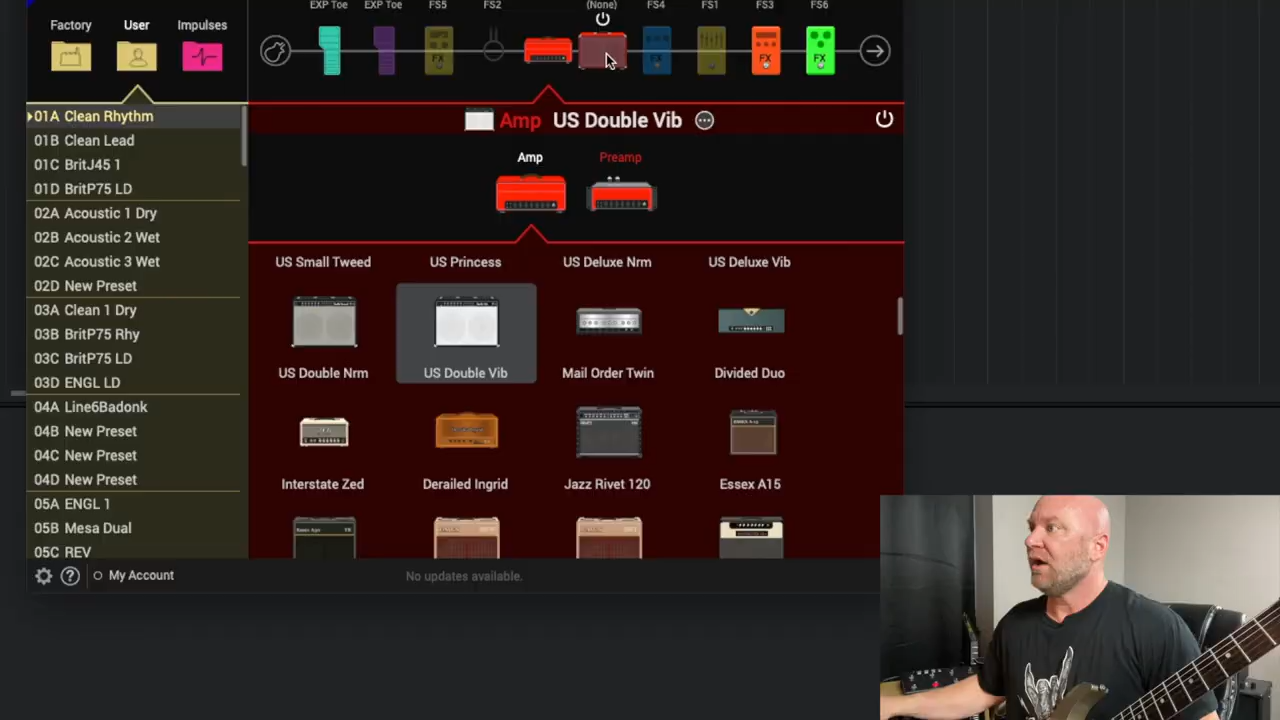 EXP Toe EXP Toe FS5 FS2 (None) FS4 FS1 FS3 FS6
Factory User Impulses
FX FX FX
01A Clean Rhythm
01B Clean Lead
01C BritJ45 1
01D BritP75 LD
02A Acoustic 1 Dry
02B Acoustic 2 Wet
02C Acoustic 3 Wet
02D New Preset
03A Clean 1 Dry
03B BritP75 Rhy
03C BritP75 LD
03D ENGL LD
04A Line6Badonk
04B New Preset
04C New Preset
04D New Preset
05A ENGL 1
05B Mesa Dual
05C REV
Amp US Double Vib
Amp Preamp
US Small Tweed US Princess US Deluxe Nrm US Deluxe Vib
US Double Nrm US Double Vib Mail Order Twin Divided Duo
Interstate Zed Derailed Ingrid Jazz Rivet 120 Essex A15
My Account
No updates available.